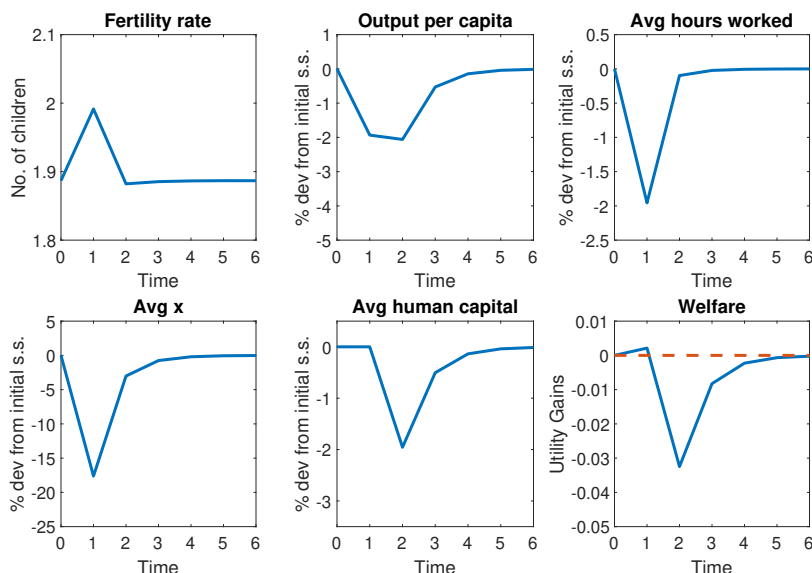 Fertility rate
2.1
2
1.9
1.8
No. of children
0 1 2 3 4 5 6
Time
Output per capita
1
0
-1
-2
-3
-4
-5
% dev from initial s.s.
0 1 2 3 4 5 6
Time
Avg hours worked
0.5
0
-0.5
-1
-1.5
-2
-2.5
% dev from initial s.s.
0 1 2 3 4 5 6
Time
Avg x
5
0
-5
-10
-15
-20
-25
% dev from initial s.s.
0 1 2 3 4 5 6
Time
Avg human capital
0
-1
-2
-3
% dev from initial s.s.
0 1 2 3 4 5 6
Time
Welfare
0.01
0
-0.01
-0.02
-0.03
-0.04
-0.05
Utility Gains
0 1 2 3 4 5 6
Time